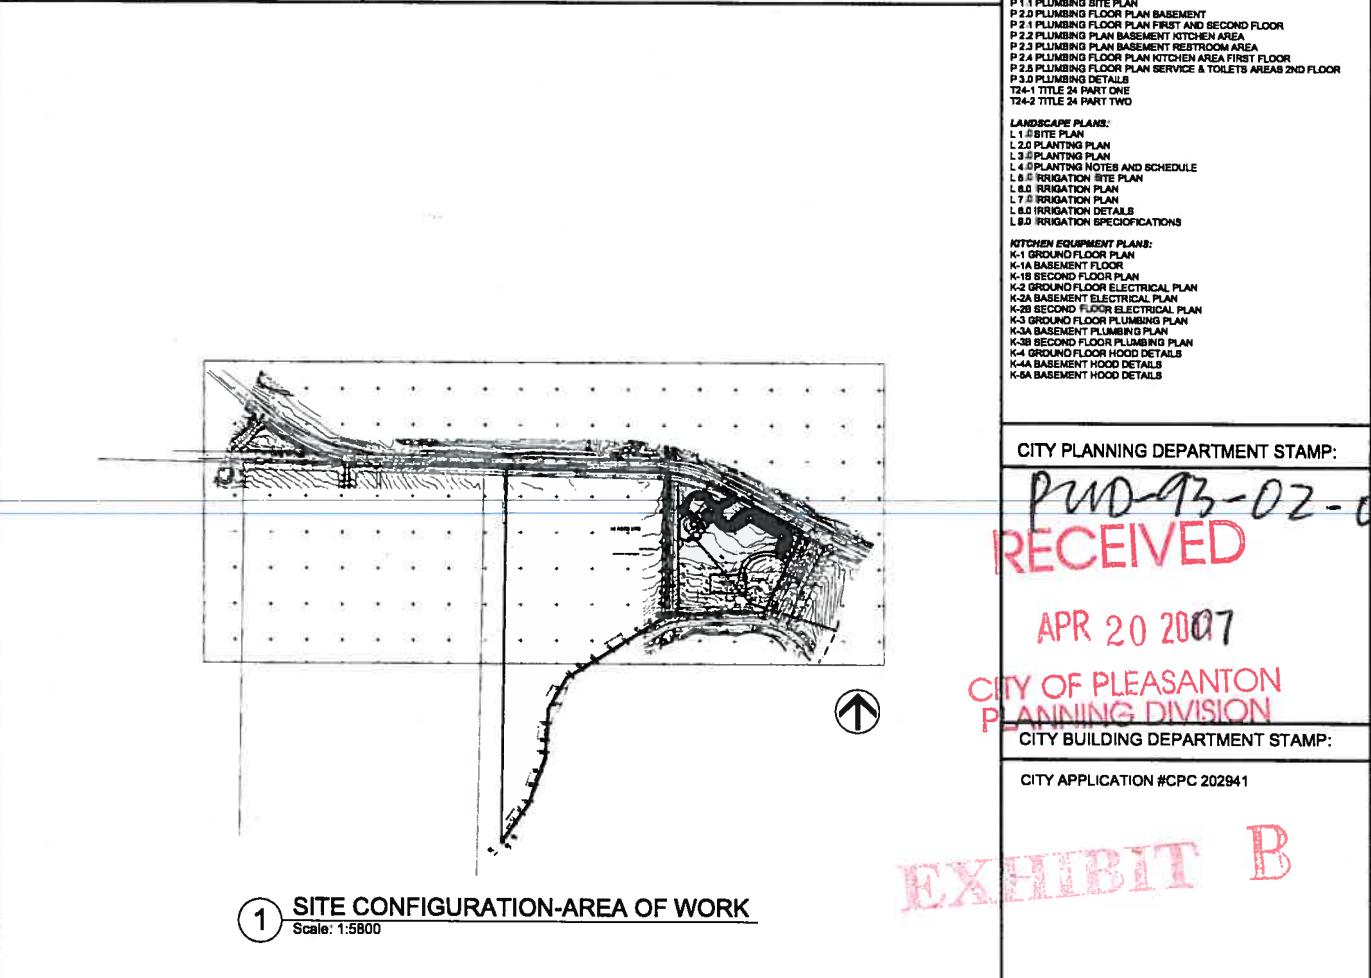 P 1.1 PLUMBING SITE PLAN
P 2.0 PLUMBING FLOOR PLAN BASEMENT
P 2.1 PLUMBING FLOOR PLAN FIRST AND SECOND FLOOR
P 2.2 PLUMBING PLAN BASEMENT KITCHEN AREA
P 2.3 PLUMBING PLAN BASEMENT RESTROOM AREA
P 2.4 PLUMBING FLOOR PLAN KITCHEN AREA FIRST FLOOR
P 2.5 PLUMBING FLOOR PLAN SERVICE & TOILETS AREAS 2ND FLOOR
P 3.0 PLUMBING DETAILS
T24-1 TITLE 24 PART ONE
T24-2 TITLE 24 PART TWO
LANDSCAPE PLANS:
L 1.0 SITE PLAN
L 2.0 PLANTING PLAN
L 3.0 PLANTING PLAN
L 4.0 PLANTING NOTES AND SCHEDULE
IRRIGATION SITE PLAN
L 6.0 IRRIGATION PLAN
L 7.0 IRRIGATION PLAN
L 8.0 IRRIGATION DETAILS
L 9.0 IRRIGATION SPECIOFICATIONS
KITCHEN EQUIPMENT PLANS:
K-1 GROUND FLOOR PLAN
K-1A BASEMENT FLOOR
K-1B SECOND FLOOR PLAN
K-2 GROUND FLOOR ELECTRICAL PLAN
K-2A BASEMENT ELECTRICAL PLAN
K-2B SECOND FLOOR ELECTRICAL PLAN
K-3 GROUND FLOOR PLUMBING PLAN
K-3A BASEMENT PLUMBING PLAN
K-3B SECOND FLOOR PLUMBING PLAN
K-4 GROUND FLOOR HOOD DETAILS
K-4A BASEMENT HOOD DETAILS
K-5A BASEMENT HOOD DETAILS
CITY PLANNING DEPARTMENT STAMP:
PUD-93-02-
RECEIVED
APR 20 2007
CITY OF PLEASANTON
PLANNING DIVISION
CITY BUILDING DEPARTMENT STAMP:
CITY APPLICATION #CPC 202941
EXHIBIT B
1 SITE CONFIGURATION-AREA OF WORK
Scale: 1:5800